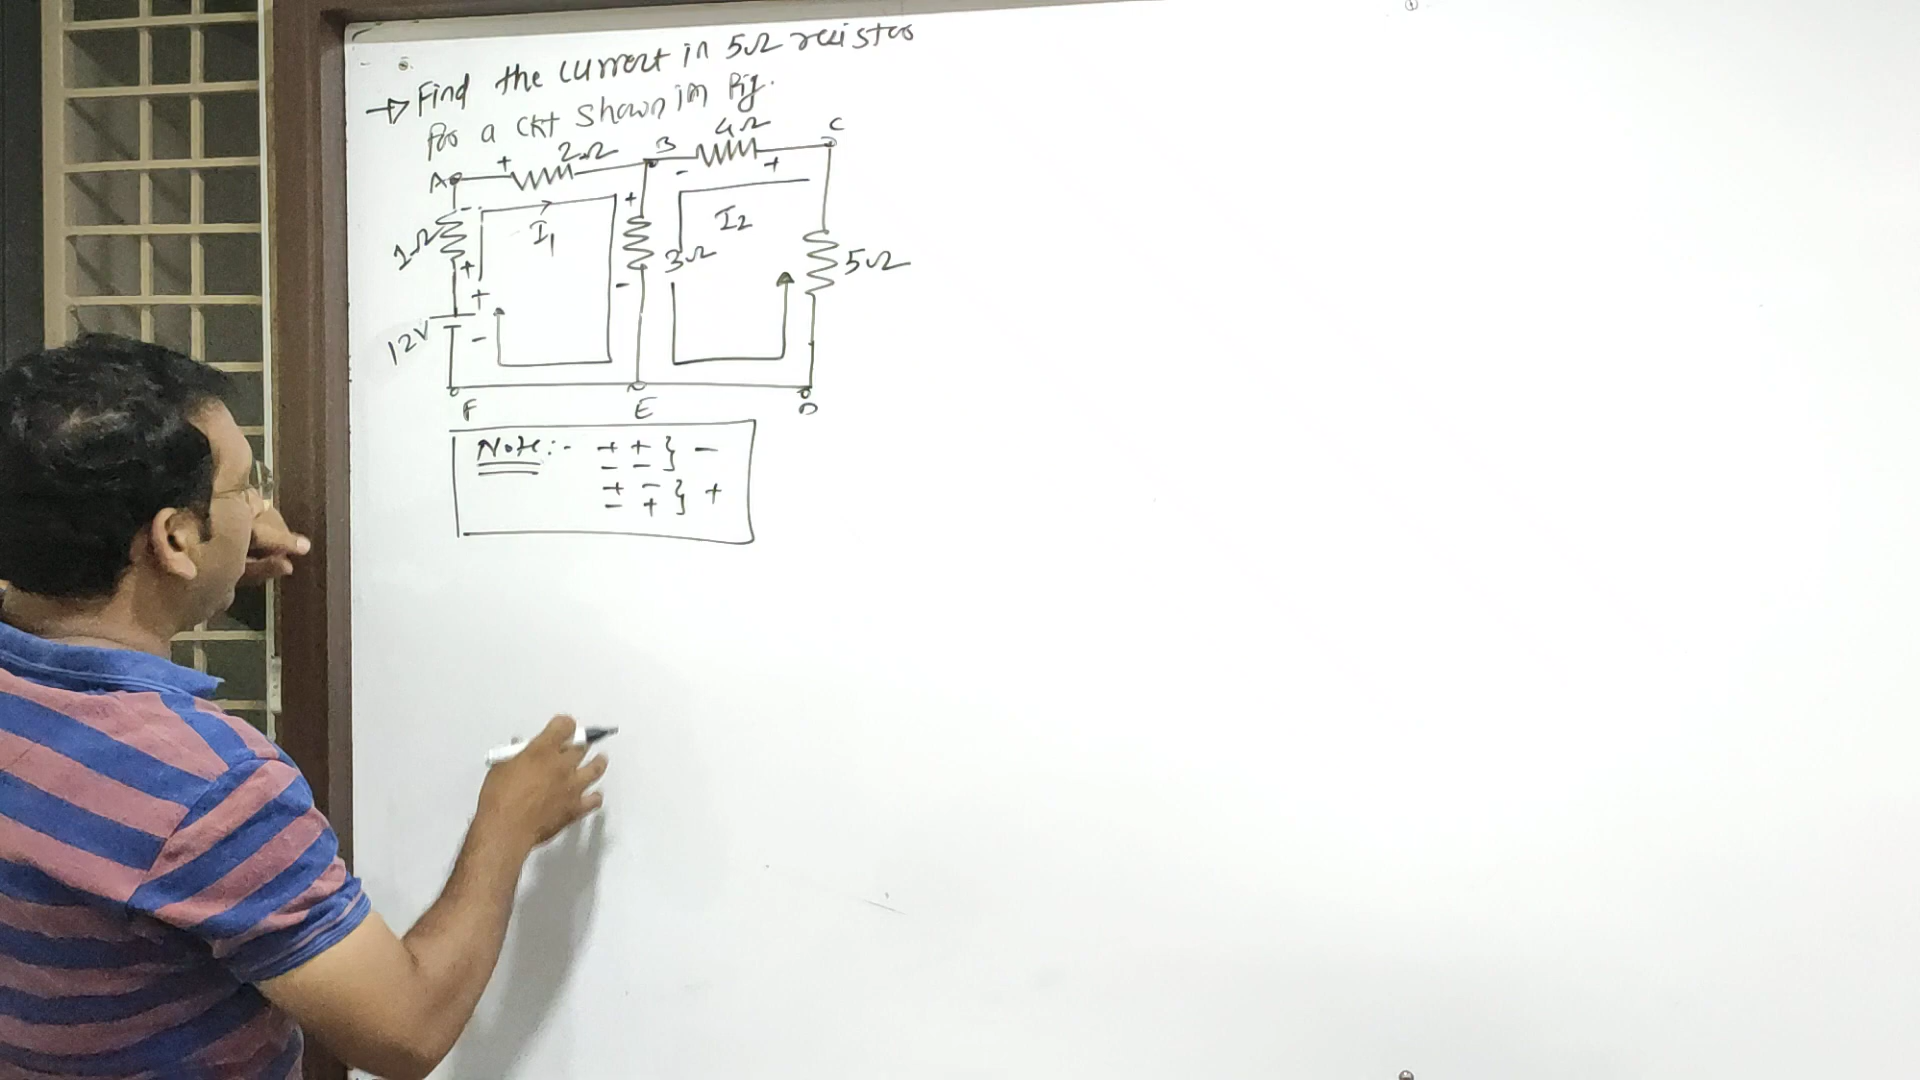 → Find the current in 5Ω resistor
for a ckt shown in fig.
A + 2Ω B 4Ω C
- +
1Ω - I₁ + I₂
+ 3Ω 5Ω
+ -
12V -
F E D
Note:- + + } -
- -
+ - } +
- +